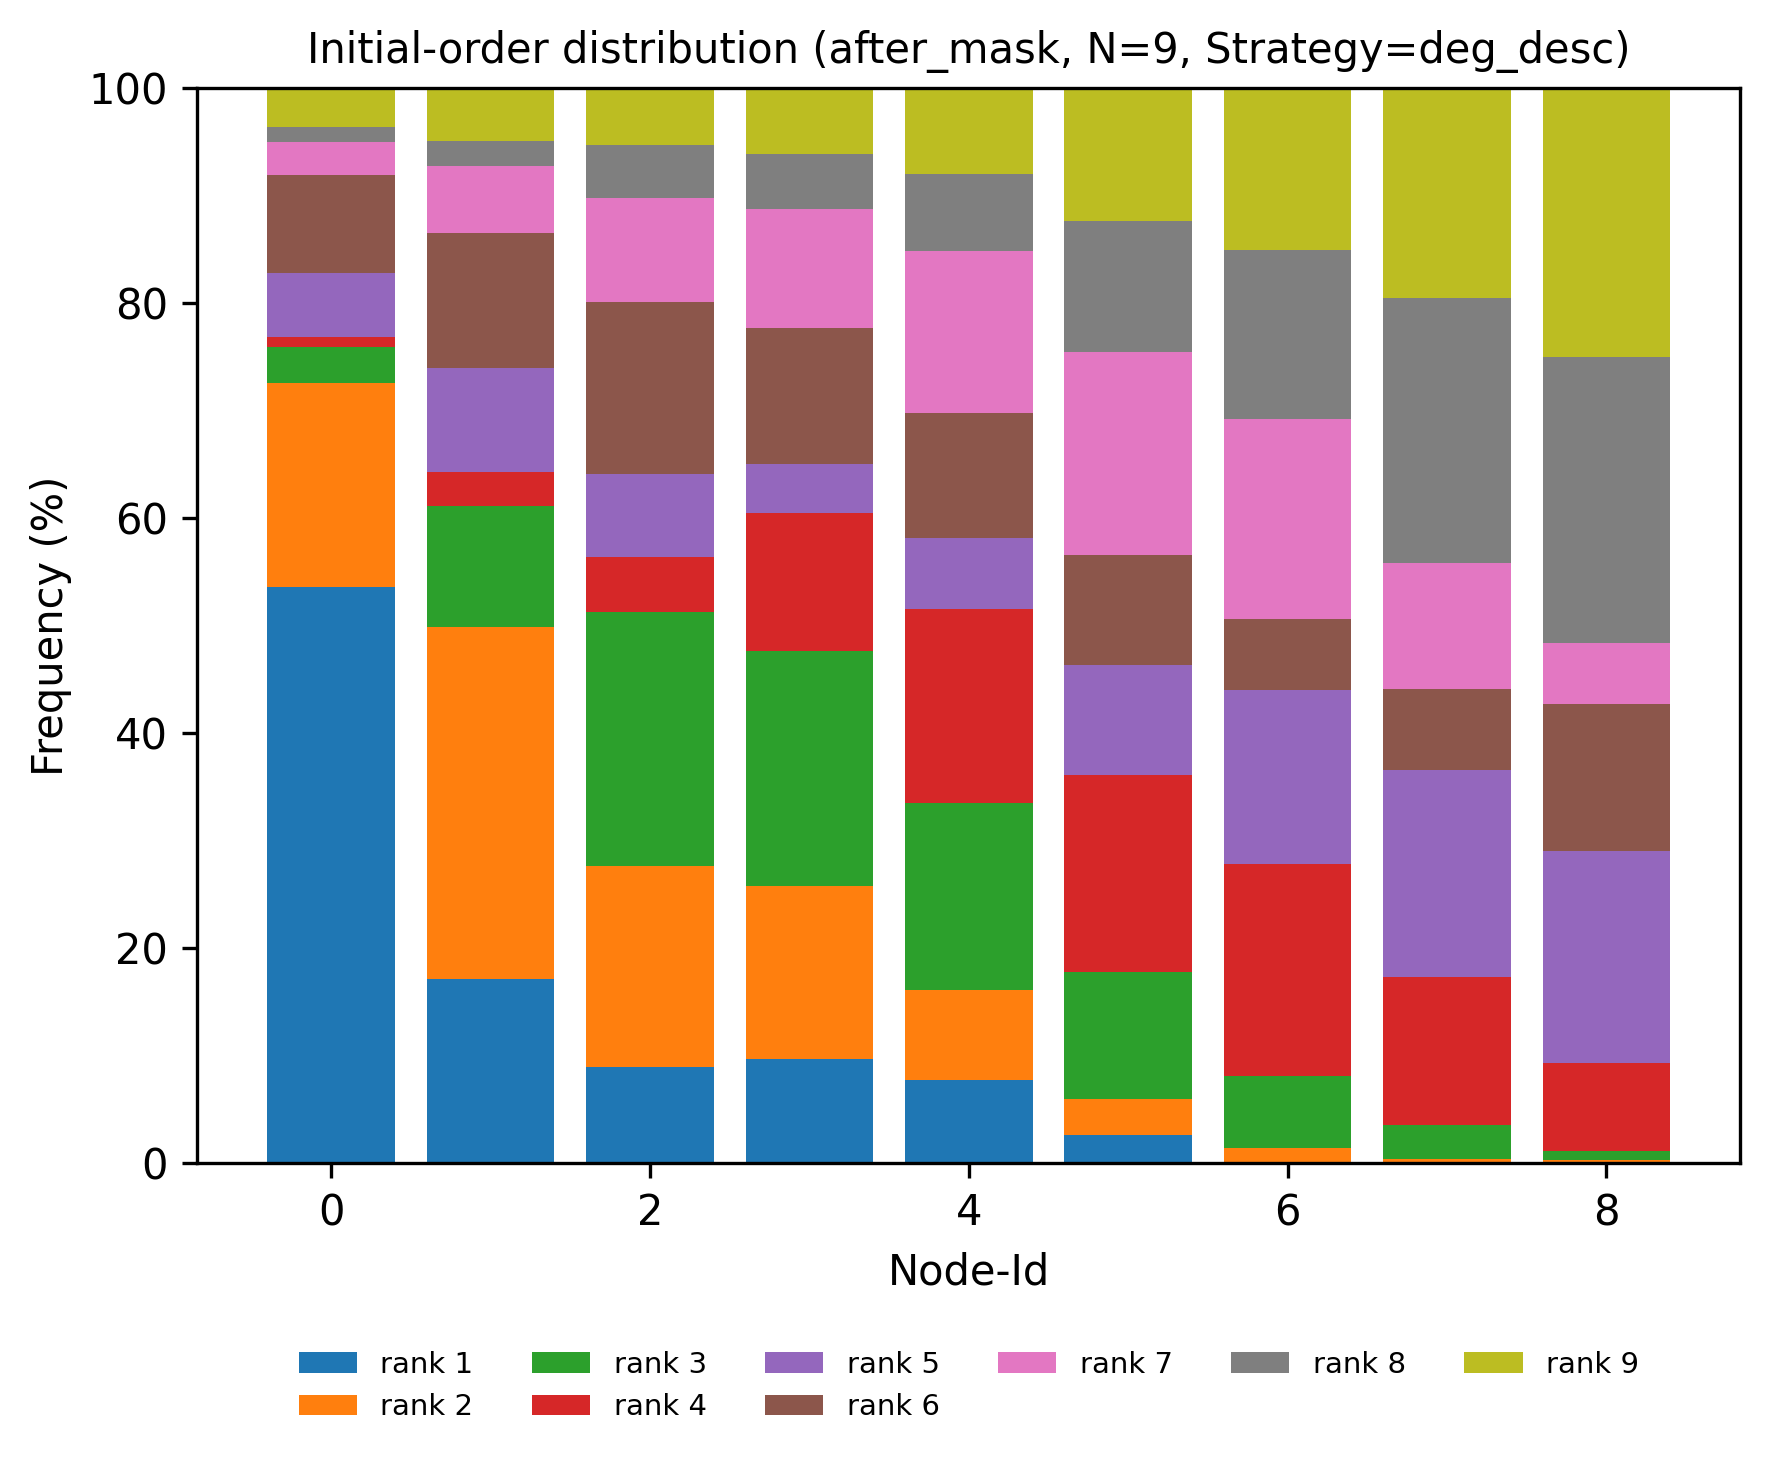 Initial-order distribution (after_mask, N=9, Strategy=deg_desc)
100
80
60
40
20
0
Frequency (%)
0 2 4 6 8
Node-Id
rank 1 rank 3 rank 5 rank 7 rank 8 rank 9
rank 2 rank 4 rank 6